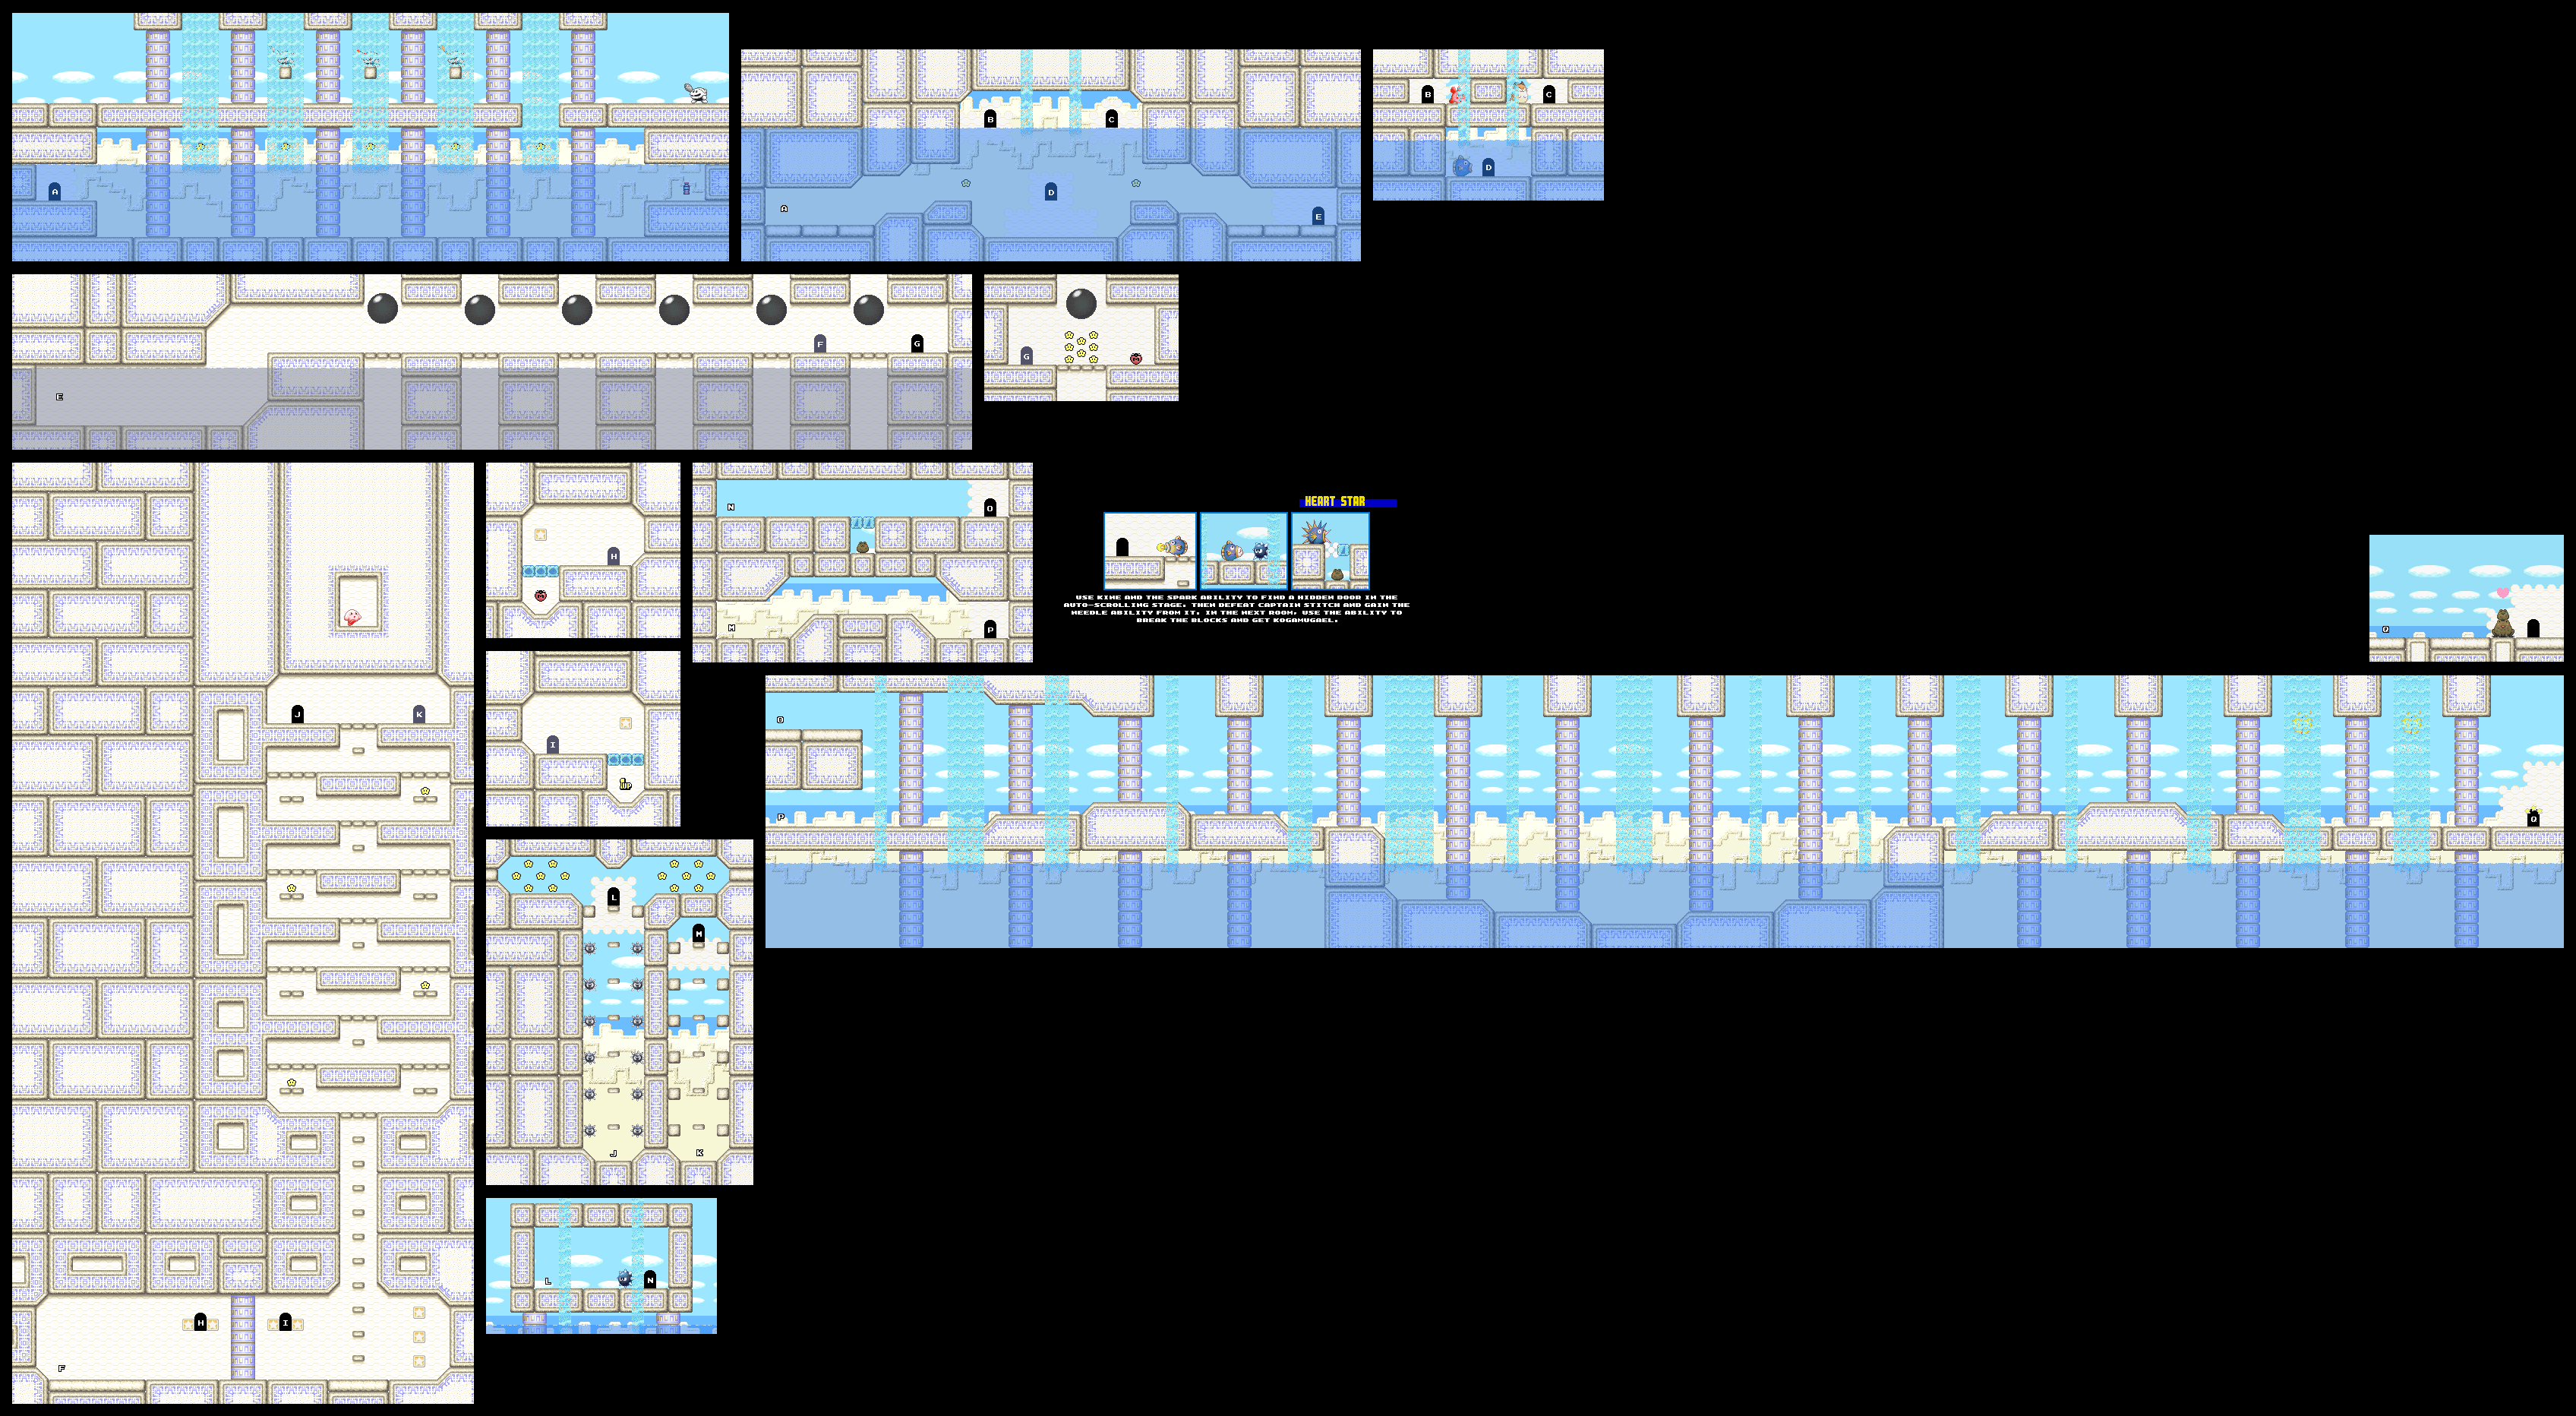 A
A
B
C
D
E
B
C
D
E
F
G
G
J
K
H
I
F
H
I
1UP
L
M
J
K
L
N
N
O
M
P
HEART STAR
USE KINE AND THE SPARK ABILITY TO FIND A HIDDEN DOOR IN THE
AUTO-SCROLLING STAGE. THEN DEFEAT CAPTAIN STITCH AND GAIN THE
NEEDLE ABILITY FROM IT. IN THE NEXT ROOM, USE THE ABILITY TO
BREAK THE BLOCKS AND GET KOGAMUGAEL.
O
P
Q
Q